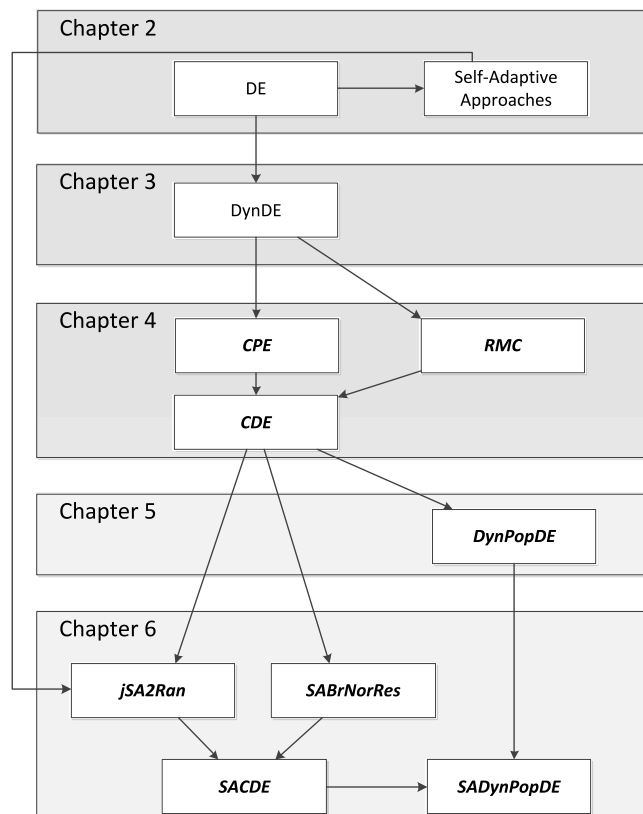 Chapter 2
DE
Self-Adaptive
Approaches
Chapter 3
DynDE
Chapter 4
CPE
RMC
CDE
Chapter 5
DynPopDE
Chapter 6
jSA2Ran
SABrNorRes
SACDE
SADynPopDE